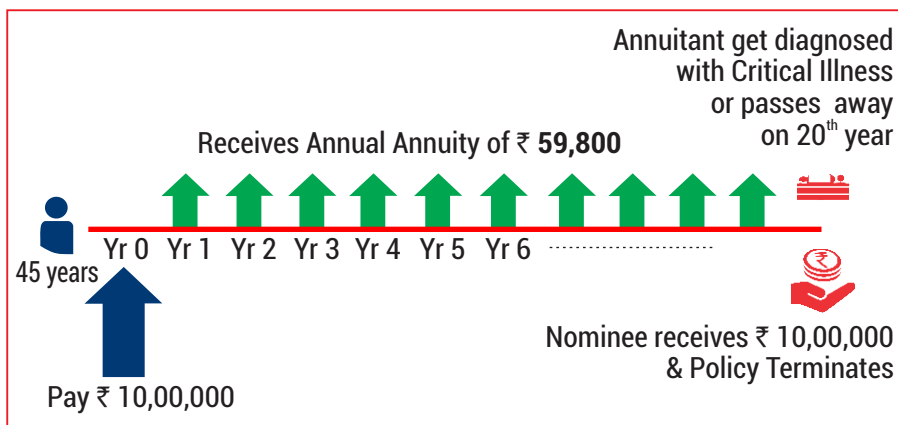 Annuitant get diagnosed
with Critical Illness
or passes away
on 20th year
Receives Annual Annuity of ₹ 59,800
45 years
Yr 0 Yr 1 Yr 2 Yr 3 Yr 4 Yr 5 Yr 6 ......................
₹
Pay ₹ 10,00,000
Nominee receives ₹ 10,00,000
& Policy Terminates